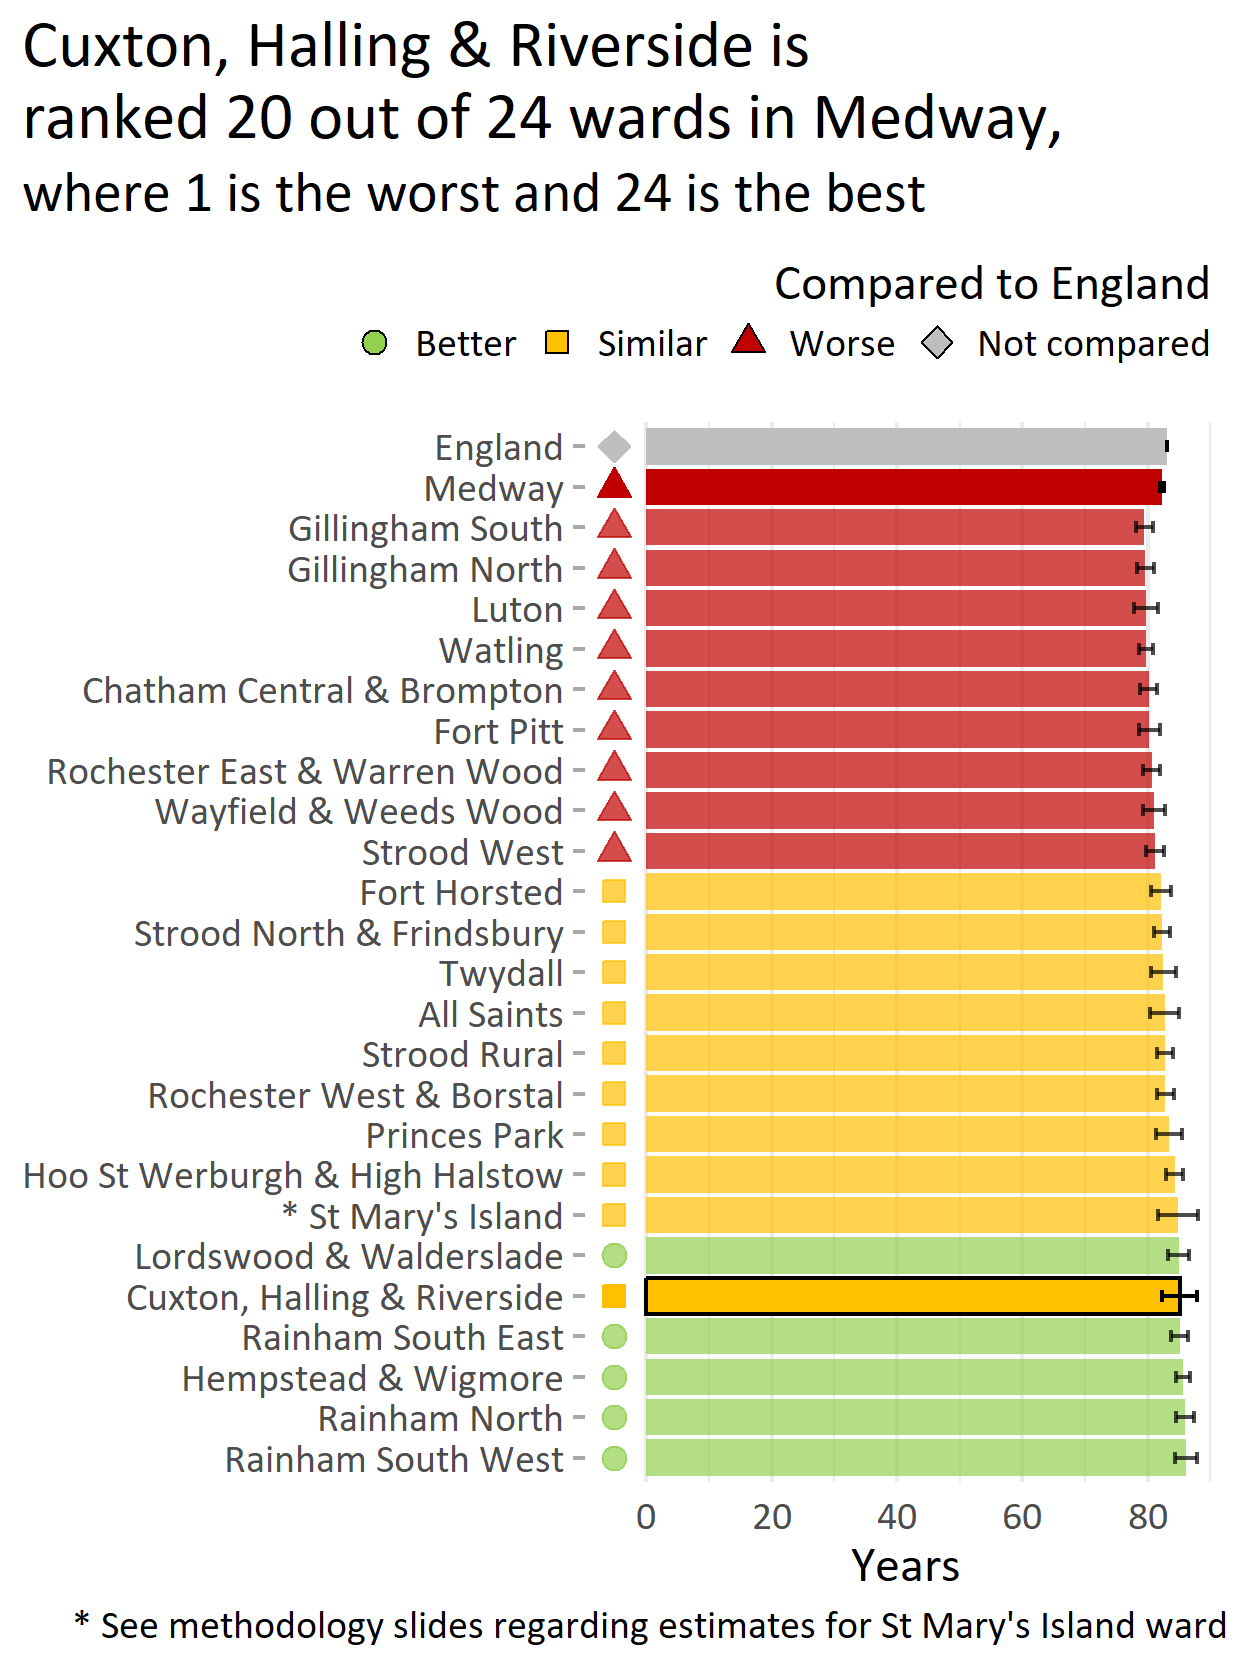 Cuxton, Halling & Riverside is
ranked 20 out of 24 wards in Medway,
where 1 is the worst and 24 is the best
Compared to England
Better Similar Worse Not compared
England
Medway
Gillingham South
Gillingham North
Luton
Watling
Chatham Central & Brompton
Fort Pitt
Rochester East & Warren Wood
Wayfield & Weeds Wood
Strood West
Fort Horsted
Strood North & Frindsbury
Twydall
All Saints
Strood Rural
Rochester West & Borstal
Princes Park
Hoo St Werburgh & High Halstow
* St Mary's Island
Lordswood & Walderslade
Cuxton, Halling & Riverside
Rainham South East
Hempstead & Wigmore
Rainham North
Rainham South West
0 20 40 60 80
Years
* See methodology slides regarding estimates for St Mary's Island ward